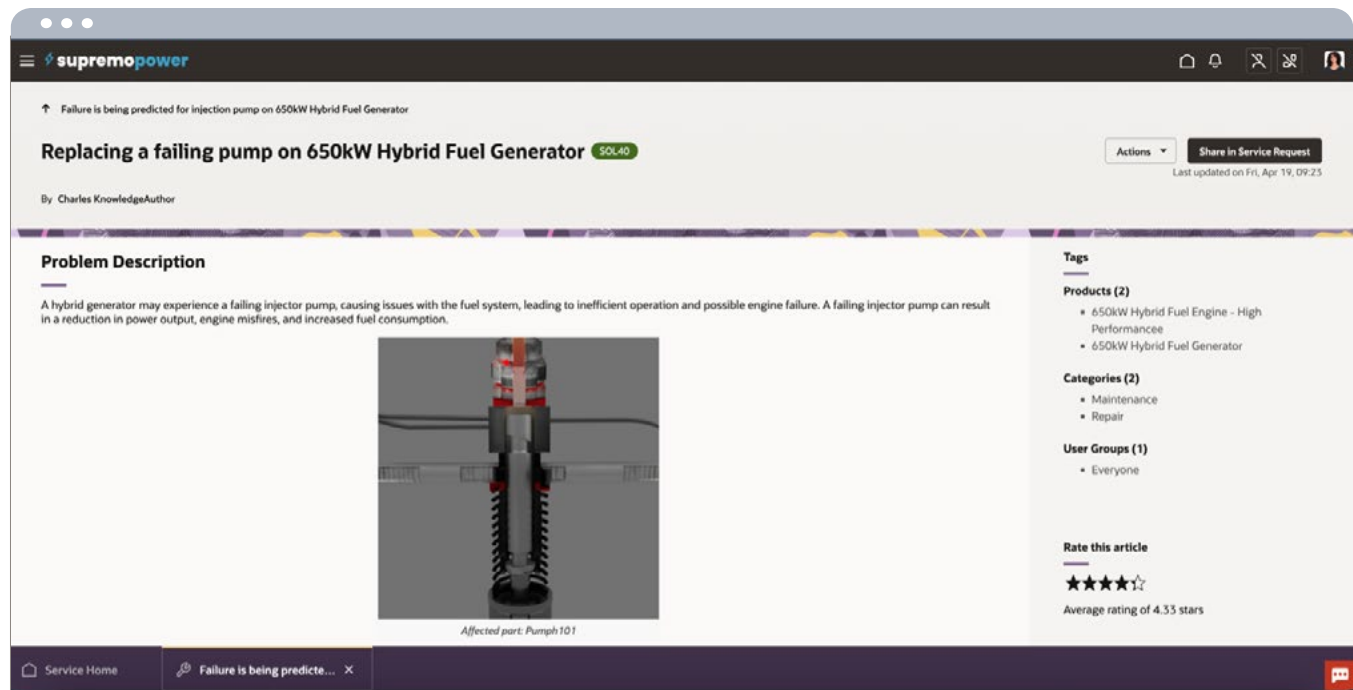 supremopower
Failure is being predicted for injection pump on 650kW Hybrid Fuel Generator
Replacing a failing pump on 650kW Hybrid Fuel Generator SOL40
Actions
Share in Service Request
Last updated on Fri, Apr 19, 09:23
By Charles KnowledgeAuthor
Problem Description
A hybrid generator may experience a failing injector pump, causing issues with the fuel system, leading to inefficient operation and possible engine failure. A failing injector pump can result
in a reduction in power output, engine misfires, and increased fuel consumption.
Affected part: Pumph101
Tags
Products (2)
650kW Hybrid Fuel Engine - High
Performancee
650kW Hybrid Fuel Generator
Categories (2)
Maintenance
Repair
User Groups (1)
Everyone
Rate this article
Average rating of 4.33 stars
Service Home
Failure is being predicte...